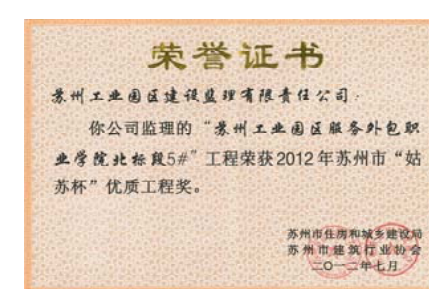 荣誉证书
苏州工业园区建设监理有限责任公司：
你公司监理的“苏州工业园区服务外包职
业学院北标段5#”工程荣获2012年苏州市“姑
苏杯”优质工程奖。
苏州市住房和城乡建设局
苏州市建筑行业协会
二〇一二年七月